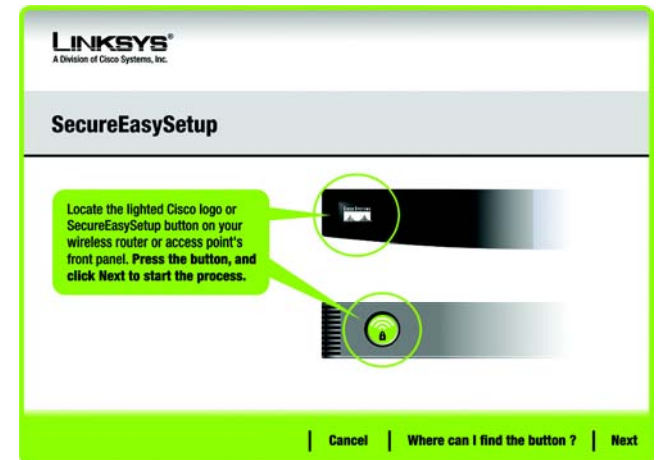 LINKSYS®
A Division of Cisco Systems, Inc.
SecureEasySetup
Locate the lighted Cisco logo or
SecureEasySetup button on your
wireless router or access point's
front panel. Press the button, and
click Next to start the process.
CISCO SYSTEMS
Cancel | Where can I find the button ? | Next